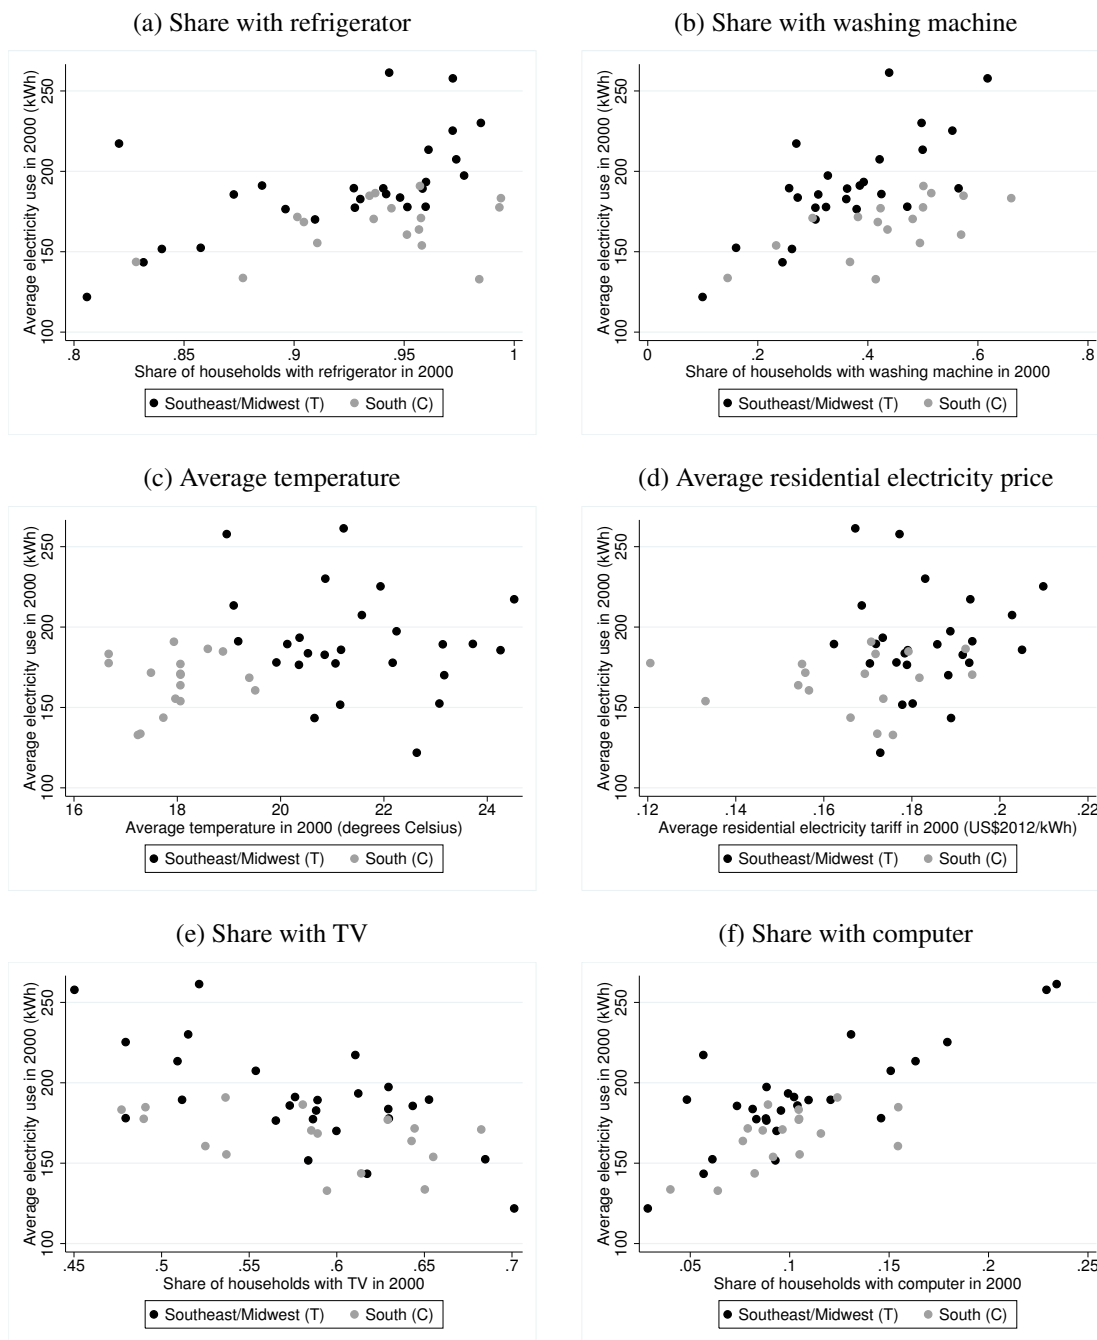 (a) Share with refrigerator
Average electricity use in 2000 (kWh)
250
200
150
100
.8 .85 .9 .95 1
Share of households with refrigerator in 2000
Southeast/Midwest (T) South (C)
(b) Share with washing machine
Average electricity use in 2000 (kWh)
250
200
150
100
0 .2 .4 .6 .8
Share of households with washing machine in 2000
Southeast/Midwest (T) South (C)
(c) Average temperature
Average electricity use in 2000 (kWh)
250
200
150
100
16 18 20 22 24
Average temperature in 2000 (degrees Celsius)
Southeast/Midwest (T) South (C)
(d) Average residential electricity price
Average electricity use in 2000 (kWh)
250
200
150
100
.12 .14 .16 .18 .2 .22
Average residential electricity tariff in 2000 (US$2012/kWh)
Southeast/Midwest (T) South (C)
(e) Share with TV
Average electricity use in 2000 (kWh)
250
200
150
100
.45 .5 .55 .6 .65 .7
Share of households with TV in 2000
Southeast/Midwest (T) South (C)
(f) Share with computer
Average electricity use in 2000 (kWh)
250
200
150
100
.05 .1 .15 .2 .25
Share of households with computer in 2000
Southeast/Midwest (T) South (C)